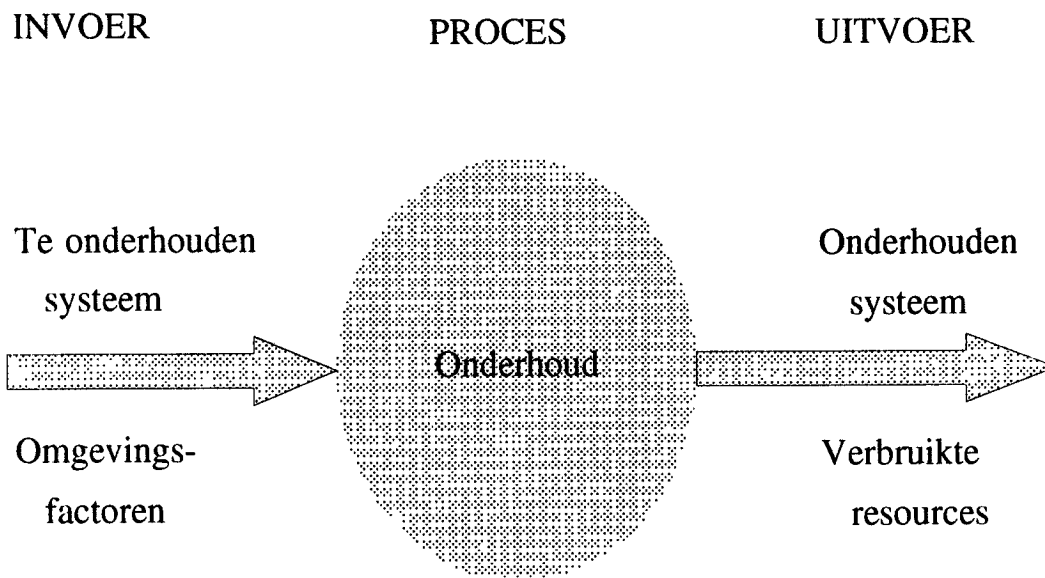 INVOER
PROCES
UITVOER
Te onderhouden
systeem
Onderhouden
systeem
Onderhoud
Omgevings-
factoren
Verbruikte
resources